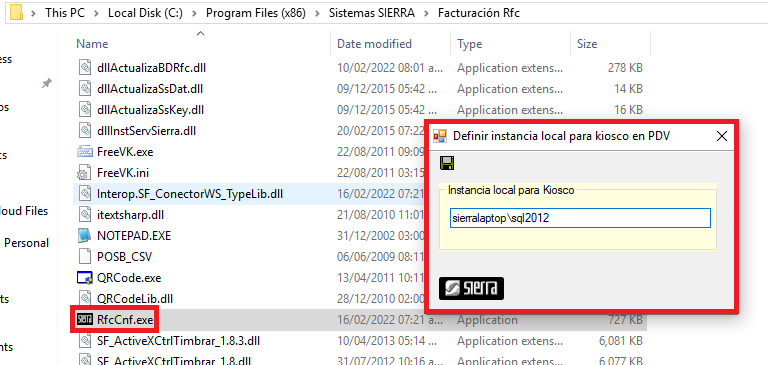 This PC > Local Disk (C:) > Program Files (x86) > Sistemas SIERRA > Facturación Rfc
ess
Name Date modified Type Size
dllActualizaBDRfc.dll 10/02/2022 08:01 a... Application extens... 278 KB
dllActualizaSsDat.dll 09/12/2015 05:42 ... Application extens... 14 KB
dllActualizaSsKey.dll 09/12/2015 05:42 ... Application extens... 16 KB
dllInstServSierra.dll 20/02/2015 07:22
FreeVK.exe 22/08/2011 09:09
FreeVK.ini 22/08/2011 03:15
Interop.SF_ConectorWS_TypeLib.dll 16/02/2022 07:21
itextsharp.dll 21/08/2010 11:01
NOTEPAD.EXE 31/12/2002 03:00
POSB_CSV 06/06/2009 08:11
QRCode.exe 13/04/2011 10:11
QRCodeLib.dll 28/12/2010 02:00
RfcCnf.exe 16/02/2022 07:21 a... Application 727 KB
SF_ActiveXCtrlTimbrar_1.8.3.dll 10/04/2013 05:14 ... Application extens... 6,081 KB
SF_ActiveXCtrlTimbrar_1.8.dll 31/07/2012 10:16 a... Application extens... 6,077 KB
ts
loud Files
Personal
ts
ents
Definir instancia local para kiosco en PDV
Instancia local para Kiosco
sierralaptop\sql2012
sierra